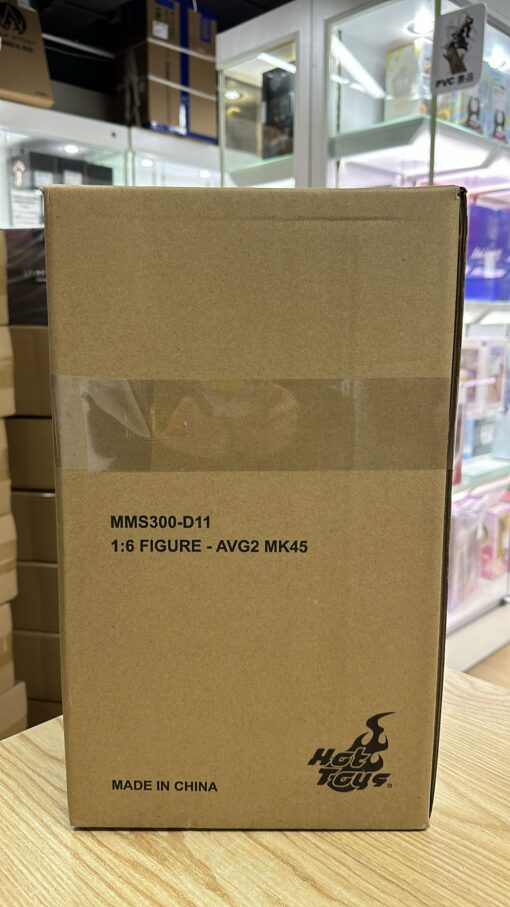 PVC
MMS300-D11
1:6 FIGURE - AVG2 MK45
Hot
Toys®
MADE IN CHINA